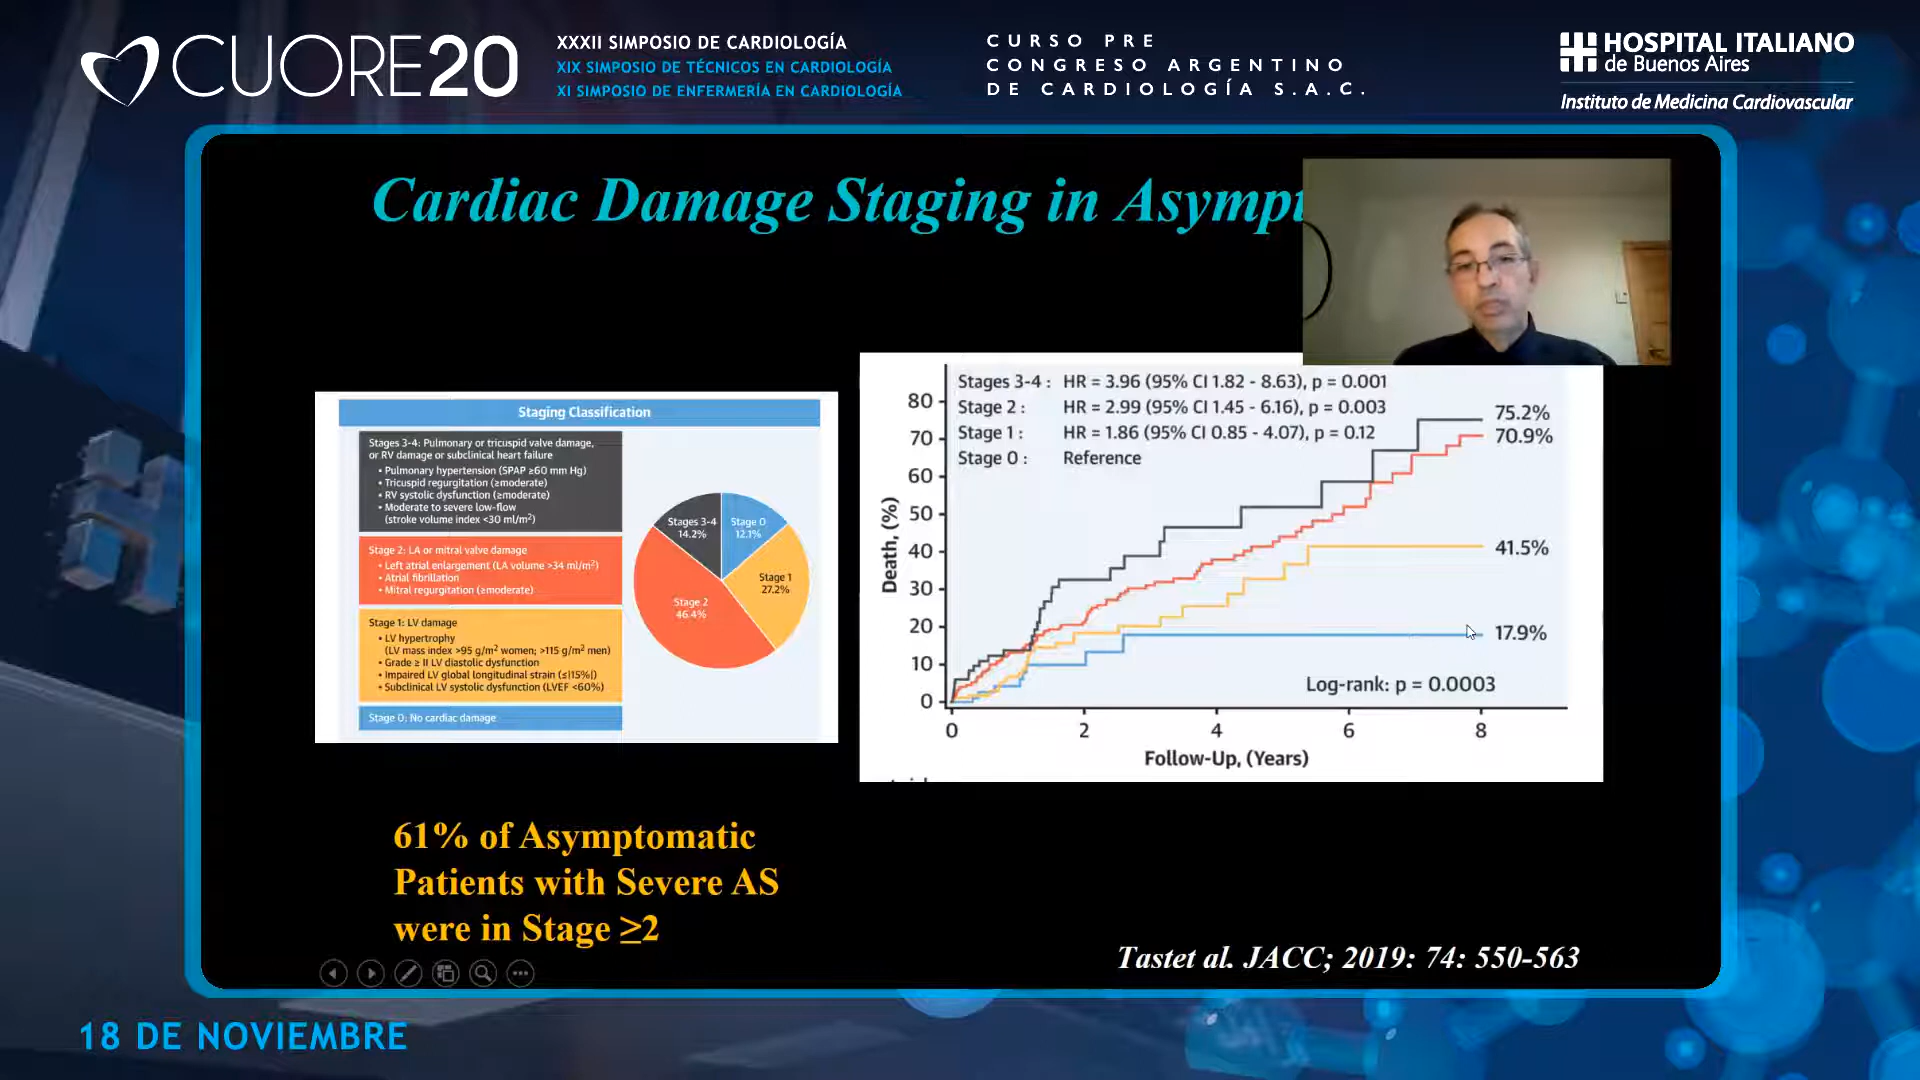 CUORE20
XXXII SIMPOSIO DE CARDIOLOGÍA
XIX SIMPOSIO DE TÉCNICOS EN CARDIOLOGÍA
XI SIMPOSIO DE ENFERMERÍA EN CARDIOLOGÍA
CURSO PRE
CONGRESO ARGENTINO
DE CARDIOLOGÍA S.A.C.
HOSPITAL ITALIANO
de Buenos Aires
Instituto de Medicina Cardiovascular
Cardiac Damage Staging in Asympt
Staging Classification
Stages 3-4: Pulmonary or tricuspid valve damage,
or RV damage or subclinical heart failure
• Pulmonary hypertension (SPAP ≥60 mm Hg)
• Tricuspid regurgitation (≥moderate)
• RV systolic dysfunction (≥moderate)
• Moderate to severe low-flow
(stroke volume index <30 ml/m²)
Stage 2: LA or mitral valve damage
• Left atrial enlargement (LA volume >34 ml/m²)
• Atrial fibrillation
• Mitral regurgitation (≥moderate)
Stage 1: LV damage
• LV hypertrophy
(LV mass index >95 g/m² women; >115 g/m² men)
• Grade ≥ II LV diastolic dysfunction
• Impaired LV global longitudinal strain (≤|15%|)
• Subclinical LV systolic dysfunction (LVEF <60%)
Stage 0: No cardiac damage
Stages 3-4
14.2%
Stage 0
12.1%
Stage 1
27.2%
Stage 2
46.4%
Stages 3-4 : HR = 3.96 (95% CI 1.82 - 8.63), p = 0.001
Stage 2 : HR = 2.99 (95% CI 1.45 - 6.16), p = 0.003
Stage 1 : HR = 1.86 (95% CI 0.85 - 4.07), p = 0.12
Stage 0 : Reference
Death, (%)
80
70
60
50
40
30
20
10
0
75.2%
70.9%
41.5%
17.9%
Log-rank: p = 0.0003
0 2 4 6 8
Follow-Up, (Years)
61% of Asymptomatic
Patients with Severe AS
were in Stage ≥2
Tastet al. JACC; 2019: 74: 550-563
18 DE NOVIEMBRE